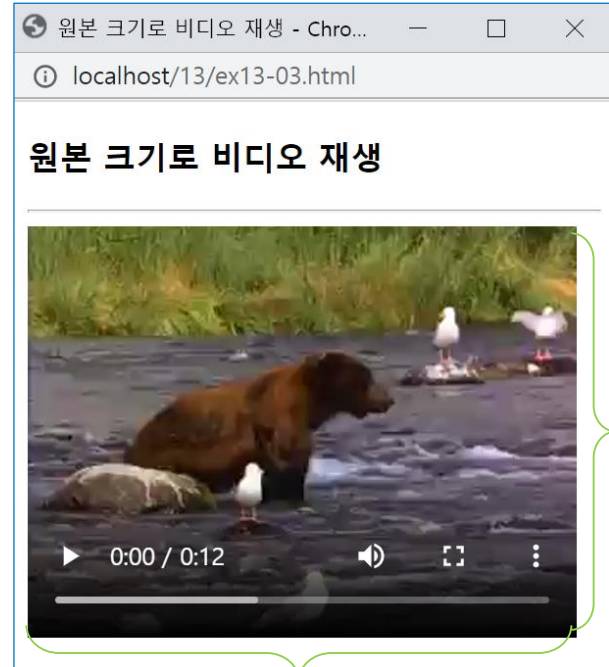 원본 크기로 비디오 재생 - Chro...
localhost/13/ex13-03.html
원본 크기로 비디오 재생
0:00 / 0:12